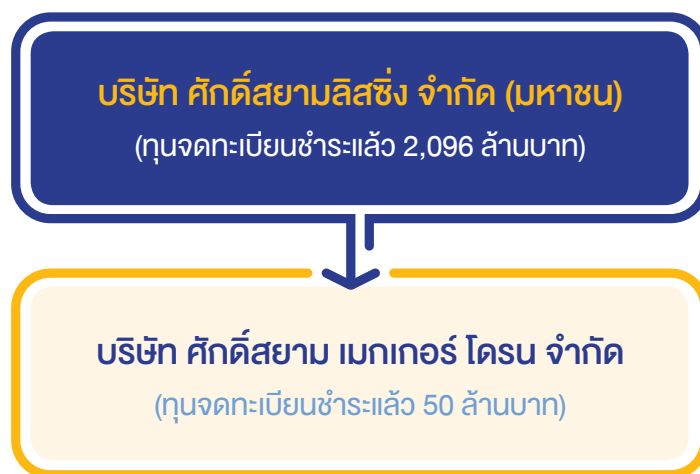 บริษัท ศักดิ์สยามลิสซิ่ง จำกัด (มหาชน)
(ทุนจดทะเบียนชำระแล้ว 2,096 ล้านบาท)
บริษัท ศักดิ์สยาม เมกเกอร์ โดรน จำกัด
(ทุนจดทะเบียนชำระแล้ว 50 ล้านบาท)